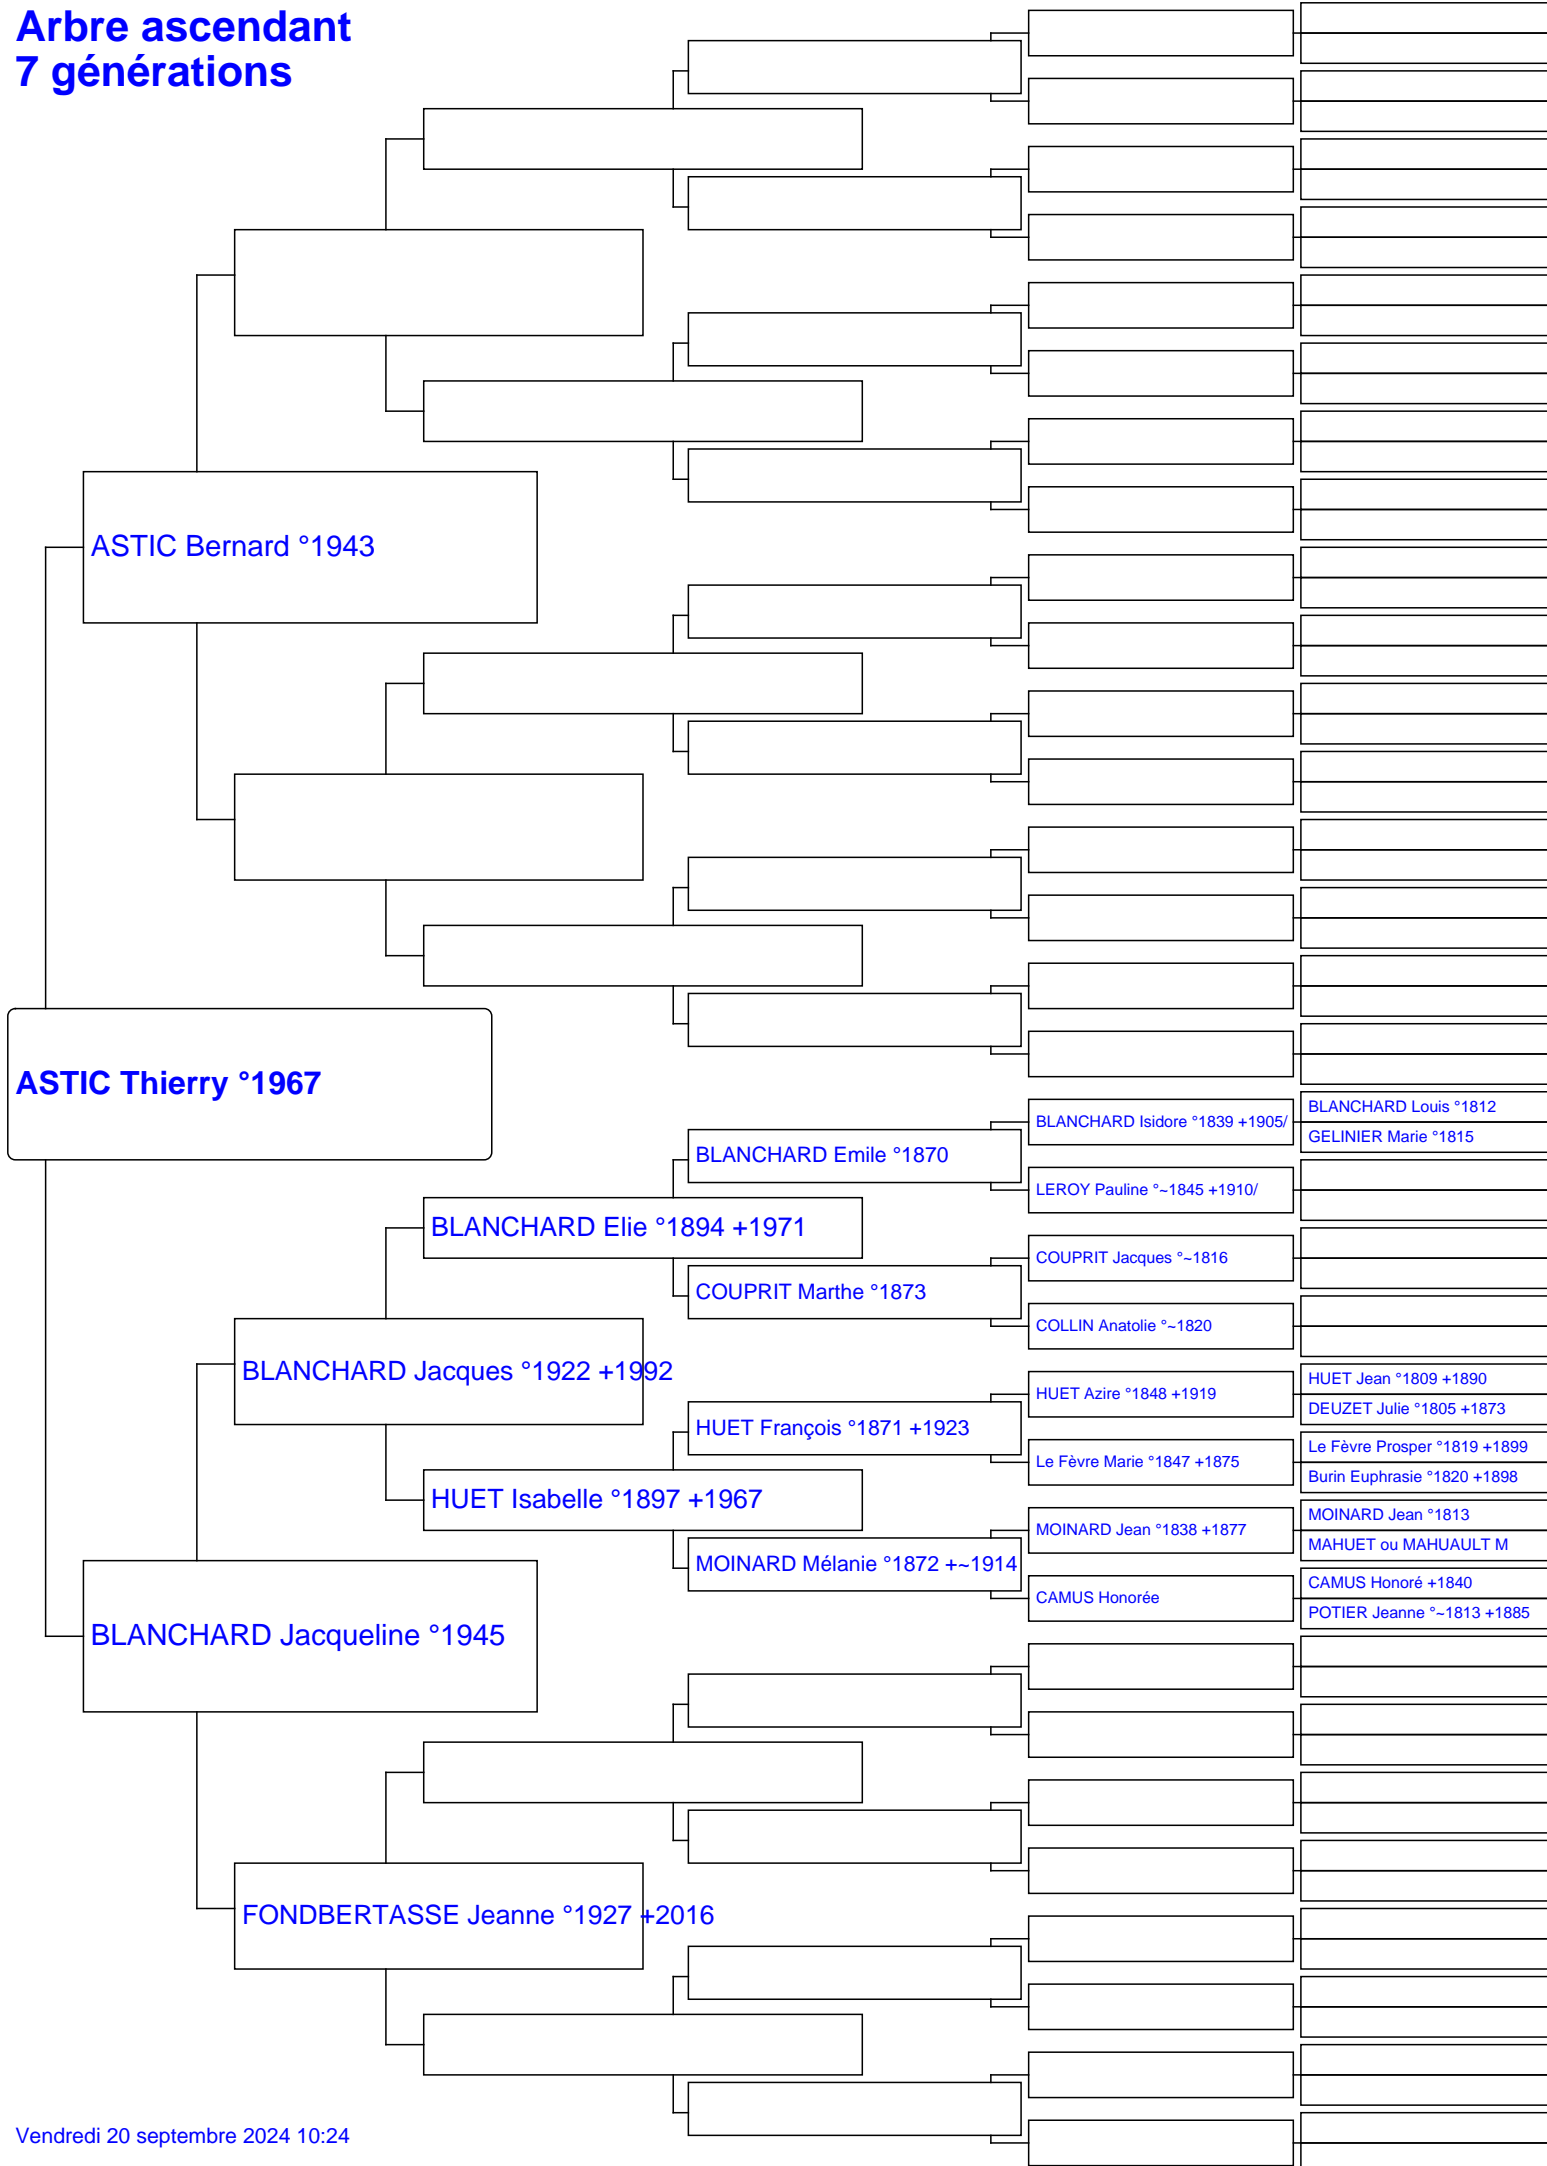 Arbre ascendant
7 générations
ASTIC Bernard °1943
ASTIC Thierry °1967
BLANCHARD Louis °1812
BLANCHARD Isidore °1839 +1905/
GELINIER Marie °1815
BLANCHARD Emile °1870
LEROY Pauline °~1845 +1910/
BLANCHARD Elie °1894 +1971
COUPRIT Jacques °~1816
COUPRIT Marthe °1873
COLLIN Anatolie °~1820
BLANCHARD Jacques °1922 +1992
HUET Jean °1809 +1890
HUET Azire °1848 +1919
DEUZET Julie °1805 +1873
HUET François °1871 +1923
Le Fèvre Prosper °1819 +1899
Le Fèvre Marie °1847 +1875
Burin Euphrasie °1820 +1898
HUET Isabelle °1897 +1967
MOINARD Jean °1813
MOINARD Jean °1838 +1877
MAHUET ou MAHUAULT M
MOINARD Mélanie °1872 +~1914
CAMUS Honoré +1840
CAMUS Honorée
POTIER Jeanne °~1813 +1885
BLANCHARD Jacqueline °1945
FONDBERTASSE Jeanne °1927 +2016
Vendredi 20 septembre 2024 10:24